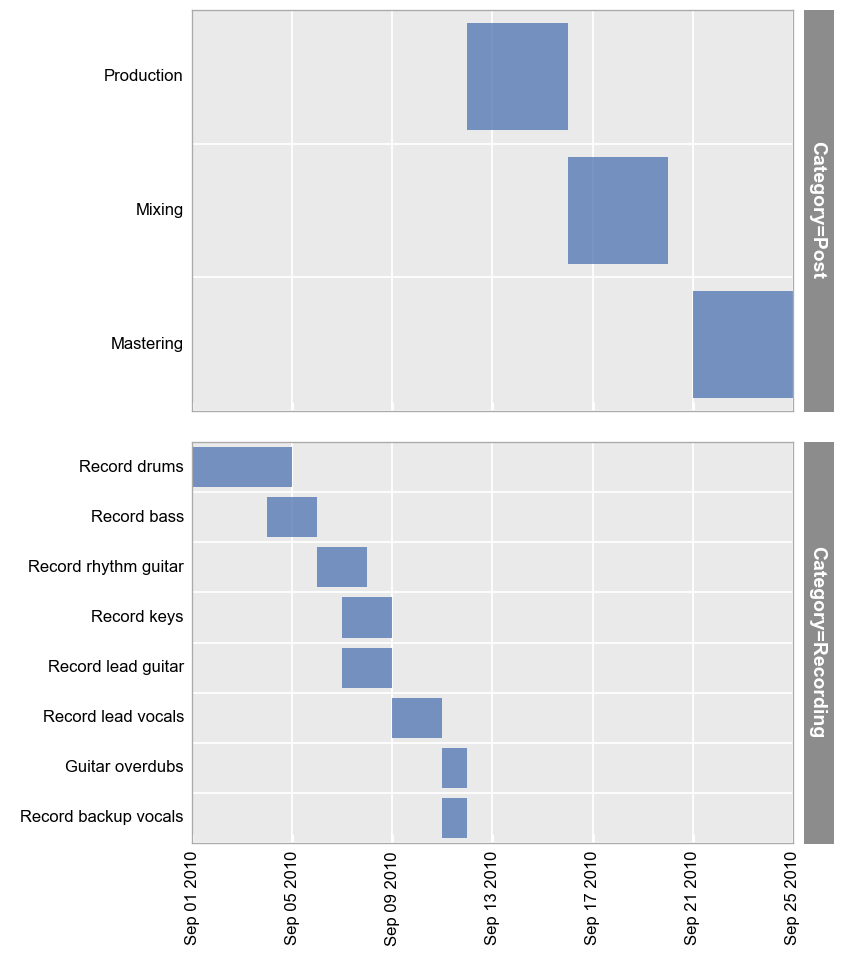 Production
Mixing
Mastering
Category=Post
Record drums
Record bass
Record rhythm guitar
Record keys
Record lead guitar
Record lead vocals
Guitar overdubs
Record backup vocals
Category=Recording
Sep 01 2010
Sep 05 2010
Sep 09 2010
Sep 13 2010
Sep 17 2010
Sep 21 2010
Sep 25 2010